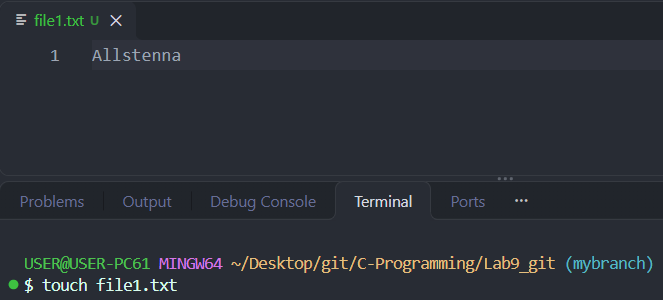 file1.txt U
1 Allstenna
Problems Output Debug Console Terminal Ports ...
USER@USER-PC61 MINGW64 ~/Desktop/git/C-Programming/Lab9_git (mybranch)
$ touch file1.txt